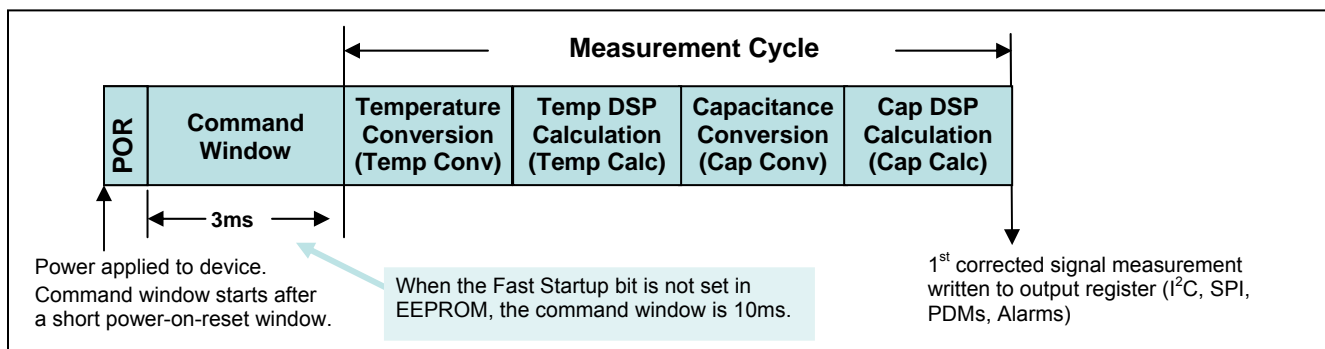 Measurement Cycle
POR
Command
Window
Temperature
Conversion
(Temp Conv)
Temp DSP
Calculation
(Temp Calc)
Capacitance
Conversion
(Cap Conv)
Cap DSP
Calculation
(Cap Calc)
3ms
Power applied to device.
Command window starts after
a short power-on-reset window.
When the Fast Startup bit is not set in
EEPROM, the command window is 10ms.
1st corrected signal measurement
written to output register (I2C, SPI,
PDMs, Alarms)